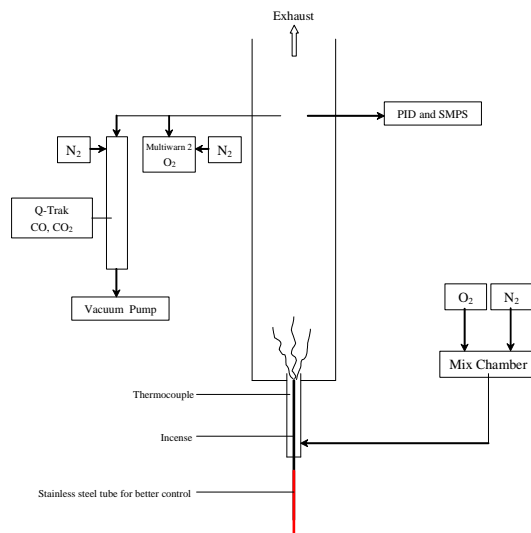 Exhaust
PID and SMPS
N2
Multiwarn 2
O2
N2
Q-Trak
CO, CO2
Vacuum Pump
O2
N2
Mix Chamber
Thermocouple
Incense
Stainless steel tube for better control